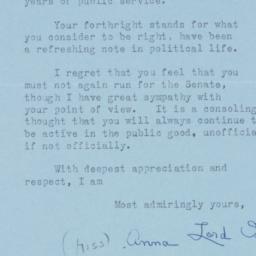 years of public service.
Your forthright stands for what
you consider to be right, have been
a refreshing note in political life.
I regret that you feel that you
must not again run for the Senate,
though I have great sympathy with
your point of view. It is a consoling
thought that you will always continue t
be active in the public good, unofficia
if not officially.
With deepest appreciation and
respect, I am
Most admiringly yours,
(Miss) Anna Lord